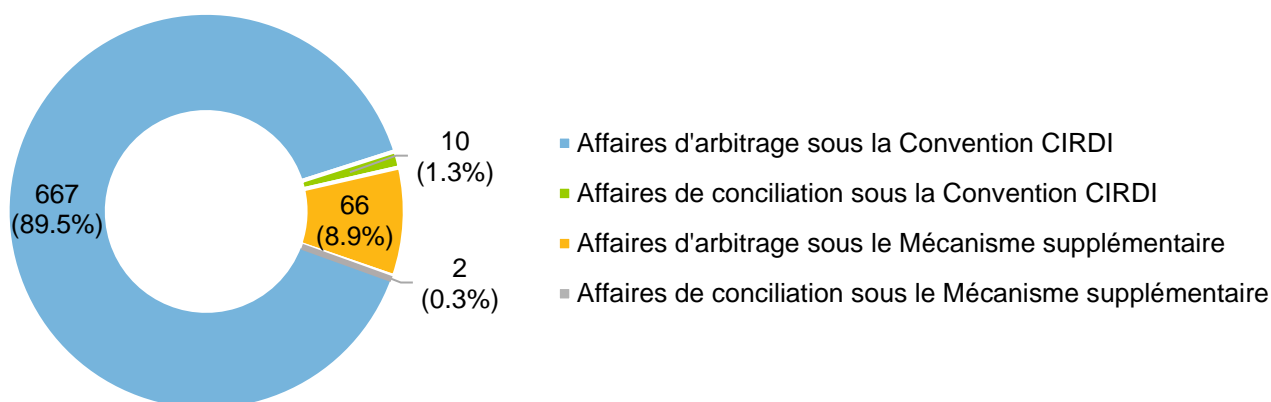 667
(89.5%)
10
(1.3%)
66
(8.9%)
2
(0.3%)
Affaires d'arbitrage sous la Convention CIRDI
Affaires de conciliation sous la Convention CIRDI
Affaires d'arbitrage sous le Mécanisme supplémentaire
Affaires de conciliation sous le Mécanisme supplémentaire